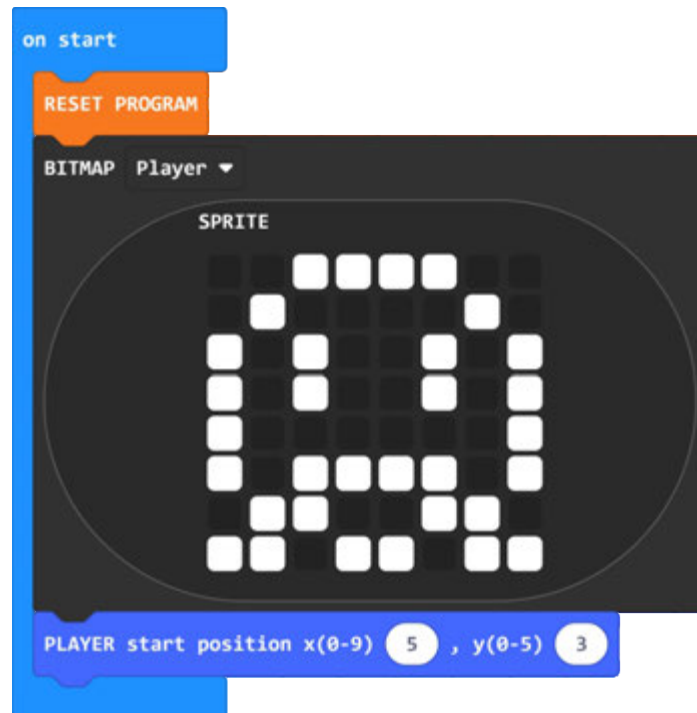 on start
RESET PROGRAM
BITMAP Player
SPRITE
PLAYER start position x(0-9) 5 , y(0-5) 3